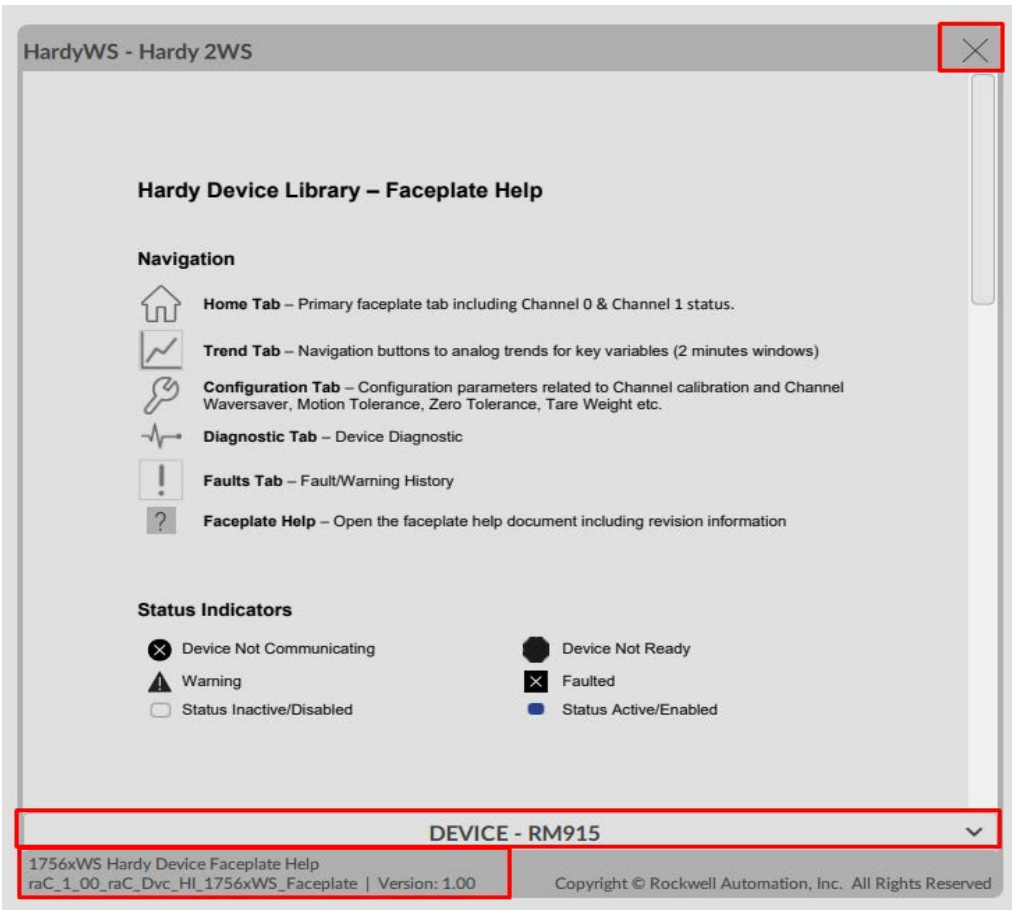 HardyWS - Hardy 2WS
Hardy Device Library – Faceplate Help
Navigation
Home Tab – Primary faceplate tab including Channel 0 & Channel 1 status.
Trend Tab – Navigation buttons to analog trends for key variables (2 minutes windows)
Configuration Tab – Configuration parameters related to Channel calibration and Channel
Waversaver, Motion Tolerance, Zero Tolerance, Tare Weight etc.
Diagnostic Tab – Device Diagnostic
Faults Tab – Fault/Warning History
? Faceplate Help – Open the faceplate help document including revision information
Status Indicators
Device Not Communicating Device Not Ready
Warning Faulted
Status Inactive/Disabled Status Active/Enabled
DEVICE - RM915
1756xWS Hardy Device Faceplate Help
raC_1_00_raC_Dvc_HI_1756xWS_Faceplate | Version: 1.00 Copyright © Rockwell Automation, Inc. All Rights Reserved